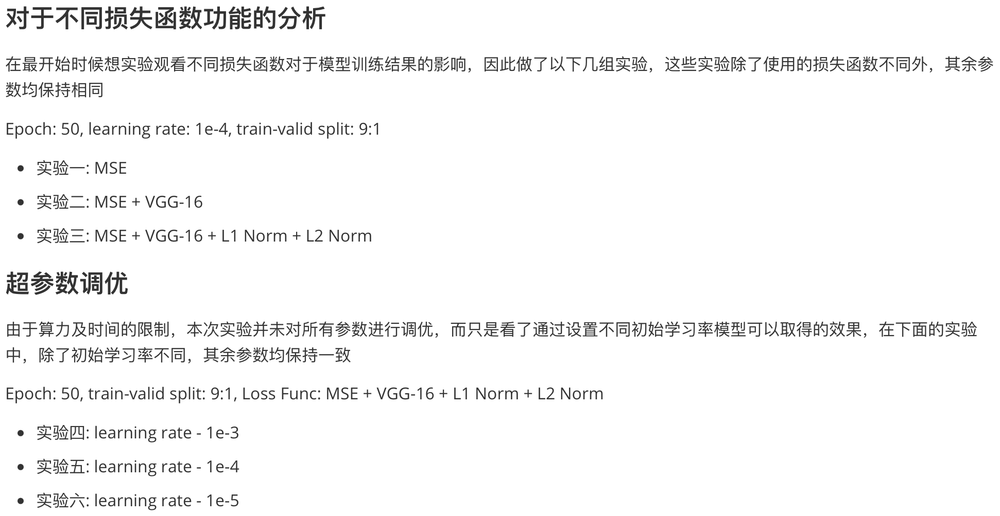 对于不同损失函数功能的分析
在最开始时候想实验观看不同损失函数对于模型训练结果的影响，因此做了以下几组实验，这些实验除了使用的损失函数不同外，其余参
数均保持相同
Epoch: 50, learning rate: 1e-4, train-valid split: 9:1
• 实验一: MSE
• 实验二: MSE + VGG-16
• 实验三: MSE + VGG-16 + L1 Norm + L2 Norm
超参数调优
由于算力及时间的限制，本次实验并未对所有参数进行调优，而只是看了通过设置不同初始学习率模型可以取得的效果，在下面的实验
中，除了初始学习率不同，其余参数均保持一致
Epoch: 50, train-valid split: 9:1, Loss Func: MSE + VGG-16 + L1 Norm + L2 Norm
• 实验四: learning rate - 1e-3
• 实验五: learning rate - 1e-4
• 实验六: learning rate - 1e-5